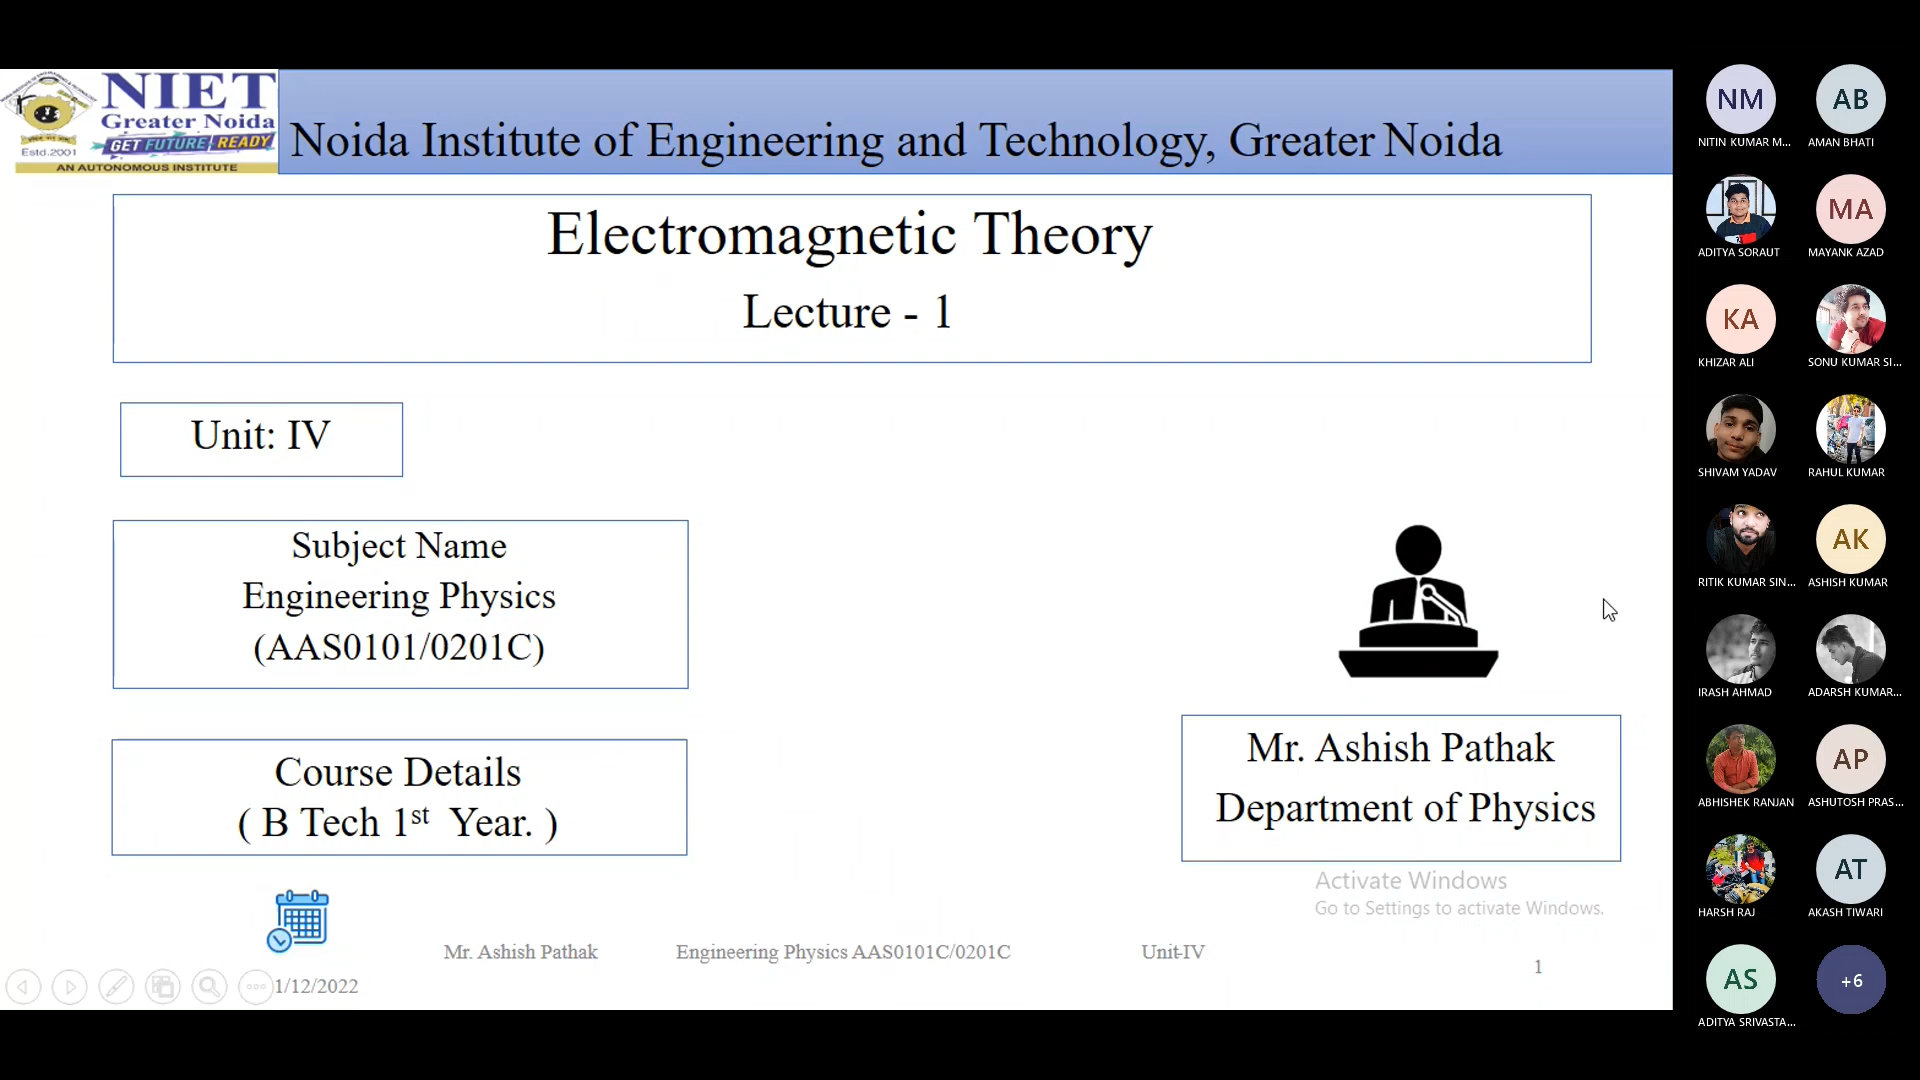 NIET
Greater Noida
GET FUTURE READY
Estd.2001
AN AUTONOMOUS INSTITUTE
Noida Institute of Engineering and Technology, Greater Noida
Electromagnetic Theory
Lecture - 1
Unit: IV
Subject Name
Engineering Physics
(AAS0101/0201C)
Course Details
( B Tech 1st Year. )
Mr. Ashish Pathak
Department of Physics
Activate Windows
Go to Settings to activate Windows.
Mr. Ashish Pathak
Engineering Physics AAS0101C/0201C
Unit-IV
1
1/12/2022
NM
NITIN KUMAR M...
AB
AMAN BHATI
ADITYA SORAUT
MA
MAYANK AZAD
KA
KHIZAR ALI
SONU KUMAR SI...
SHIVAM YADAV
RAHUL KUMAR
RITIK KUMAR SIN...
AK
ASHISH KUMAR
IRASH AHMAD
ADARSH KUMAR...
ABHISHEK RANJAN
AP
ASHUTOSH PRAS...
HARSH RAJ
AT
AKASH TIWARI
AS
ADITYA SRIVASTA...
+6